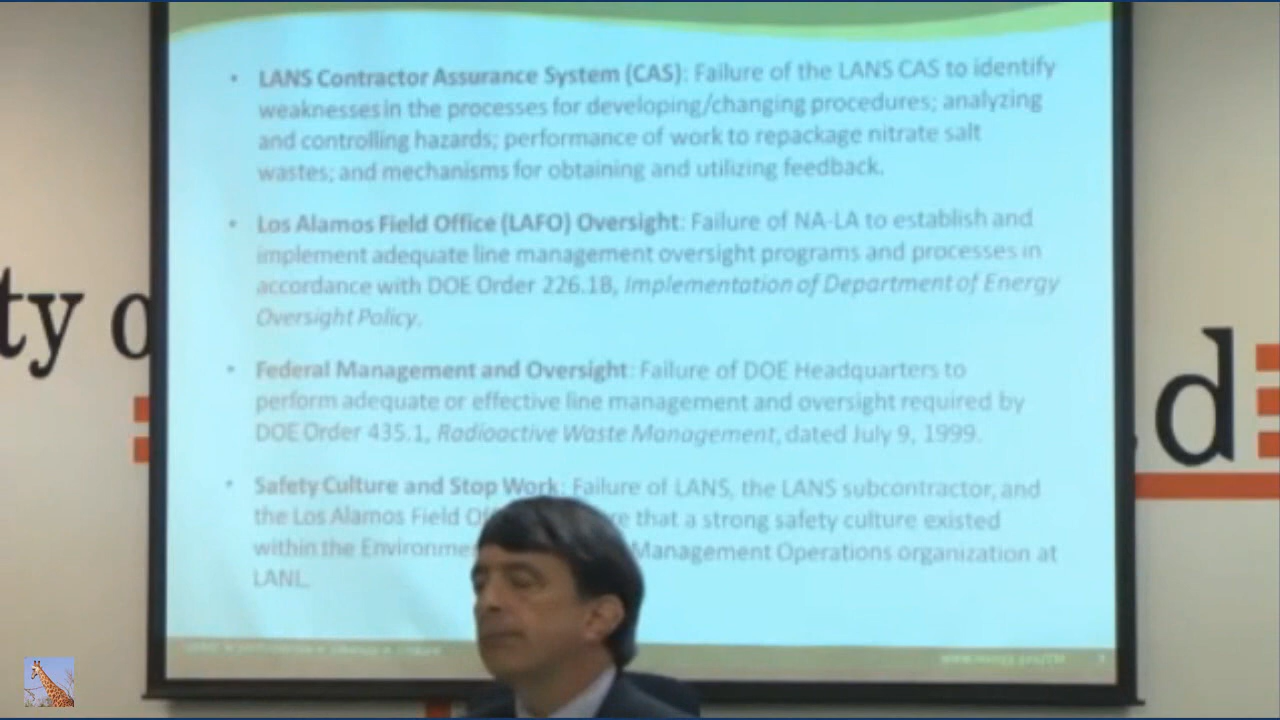 • LANS Contractor Assurance System (CAS): Failure of the LANS CAS to identify
weaknesses in the processes for developing/changing procedures; analyzing
and controlling hazards; performance of work to repackage nitrate salt
wastes; and mechanisms for obtaining and utilizing feedback.
• Los Alamos Field Office (LAFO) Oversight: Failure of NA-LA to establish and
implement adequate line management oversight programs and processes in
accordance with DOE Order 226.1B, Implementation of Department of Energy
Oversight Policy.
ty o
• Federal Management and Oversight: Failure of DOE Headquarters to
perform adequate or effective line management and oversight required by
DOE Order 435.1, Radioactive Waste Management, dated July 9, 1999.
d
• Safety Culture and Stop Work: Failure of LANS, the LANS subcontractor, and
the Los Alamos Field Of re that a strong safety culture existed
within the Environme Management Operations organization at
LANL.